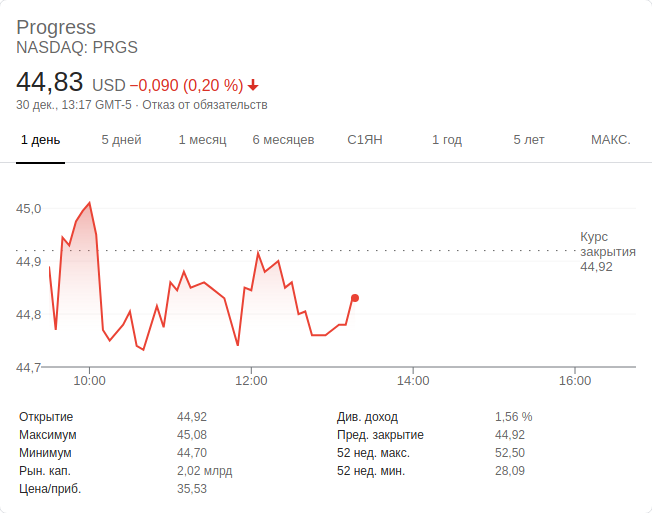 Progress
NASDAQ: PRGS
44,83 USD −0,090 (0,20 %)
30 дек., 13:17 GMT-5 · Отказ от обязательств
1 день 5 дней 1 месяц 6 месяцев С1ЯН 1 год 5 лет МАКС.
45,0
44,9
44,8
44,7
Курс
закрытия
44,92
10:00 12:00 14:00 16:00
Открытие 44,92 Див. доход 1,56 %
Максимум 45,08 Пред. закрытие 44,92
Минимум 44,70 52 нед. макс. 52,50
Рын. кап. 2,02 млрд 52 нед. мин. 28,09
Цена/приб. 35,53